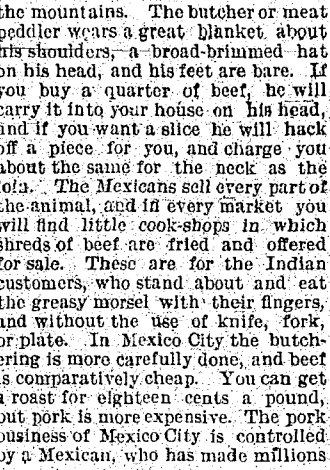 the mountains. The butcher or meat
peddler wears a great blanket about
his shoulders, a broad-brimmed hat
on his head, and his feet are bare. If
you buy a quarter of beef, he will
carry it into your house on his head,
and if you want a slice he will hack
off a piece for you, and charge you
about the same for the neck as the
loin. The Mexicans sell every part of
the animal, and in every market you
will find little cook-shops in which
shreds of beef are fried and offered
for sale. These are for the Indian
customers, who stand about and eat
the greasy morsel with their fingers,
and without the use of knife, fork,
or plate. In Mexico City the butch-
ering is more carefully done, and beef
is comparatively cheap. You can get
a roast for eighteen cents a pound,
but pork is more expensive. The pork
business of Mexico City is controlled
by a Mexican, who has made millions